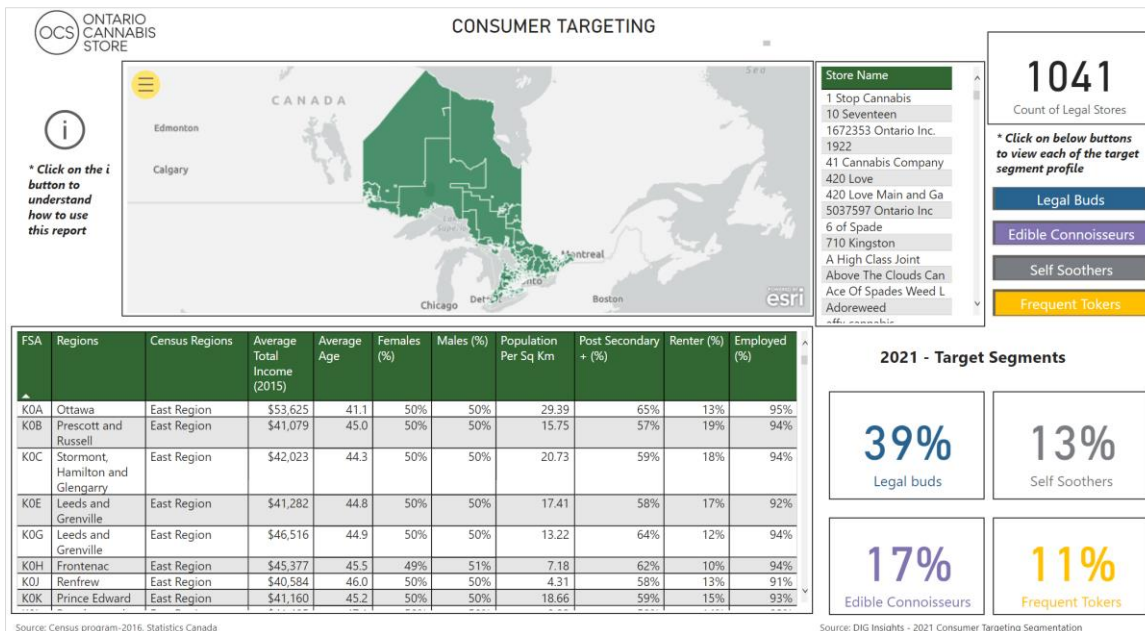 OCS
ONTARIO
CANNABIS
STORE
CONSUMER TARGETING
i
* Click on the i
button to
understand
how to use
this report
CANADA
Edmonton
Calgary
Montreal
Chicago
Boston
esri
Store Name
1 Stop Cannabis
10 Seventeen
1672353 Ontario Inc.
1922
41 Cannabis Company
420 Love
420 Love Main and Ga
5037597 Ontario Inc
6 of Spade
710 Kingston
A High Class Joint
Above The Clouds Can
Ace Of Spades Weed L
Adoreweed
1041
Count of Legal Stores
* Click on below buttons
to view each of the target
segment profile
Legal Buds
Edible Connoisseurs
Self Soothers
Frequent Tokers
FSA Regions Census Regions Average Total Income (2015) Average Age Females (%) Males (%) Population Per Sq Km Post Secondary + (%) Renter (%) Employed (%)
K0A Ottawa East Region $53,625 41.1 50% 50% 29.39 65% 13% 95%
K0B Prescott and Russell East Region $41,079 45.0 50% 50% 15.75 57% 19% 94%
K0C Stormont, Hamilton and Glengarry East Region $42,023 44.3 50% 50% 20.73 59% 18% 94%
K0E Leeds and Grenville East Region $41,282 44.8 50% 50% 17.41 58% 17% 92%
K0G Leeds and Grenville East Region $46,516 44.9 50% 50% 13.22 64% 12% 94%
K0H Frontenac East Region $45,377 45.5 49% 51% 7.18 62% 10% 94%
K0J Renfrew East Region $40,584 46.0 50% 50% 4.31 58% 13% 91%
K0K Prince Edward East Region $41,160 45.2 50% 50% 18.66 59% 15% 93%
2021 - Target Segments
39%
Legal buds
13%
Self Soothers
17%
Edible Connoisseurs
11%
Frequent Tokers
Source: Census program-2016, Statistics Canada
Source: DIG Insights - 2021 Consumer Targeting Segmentation